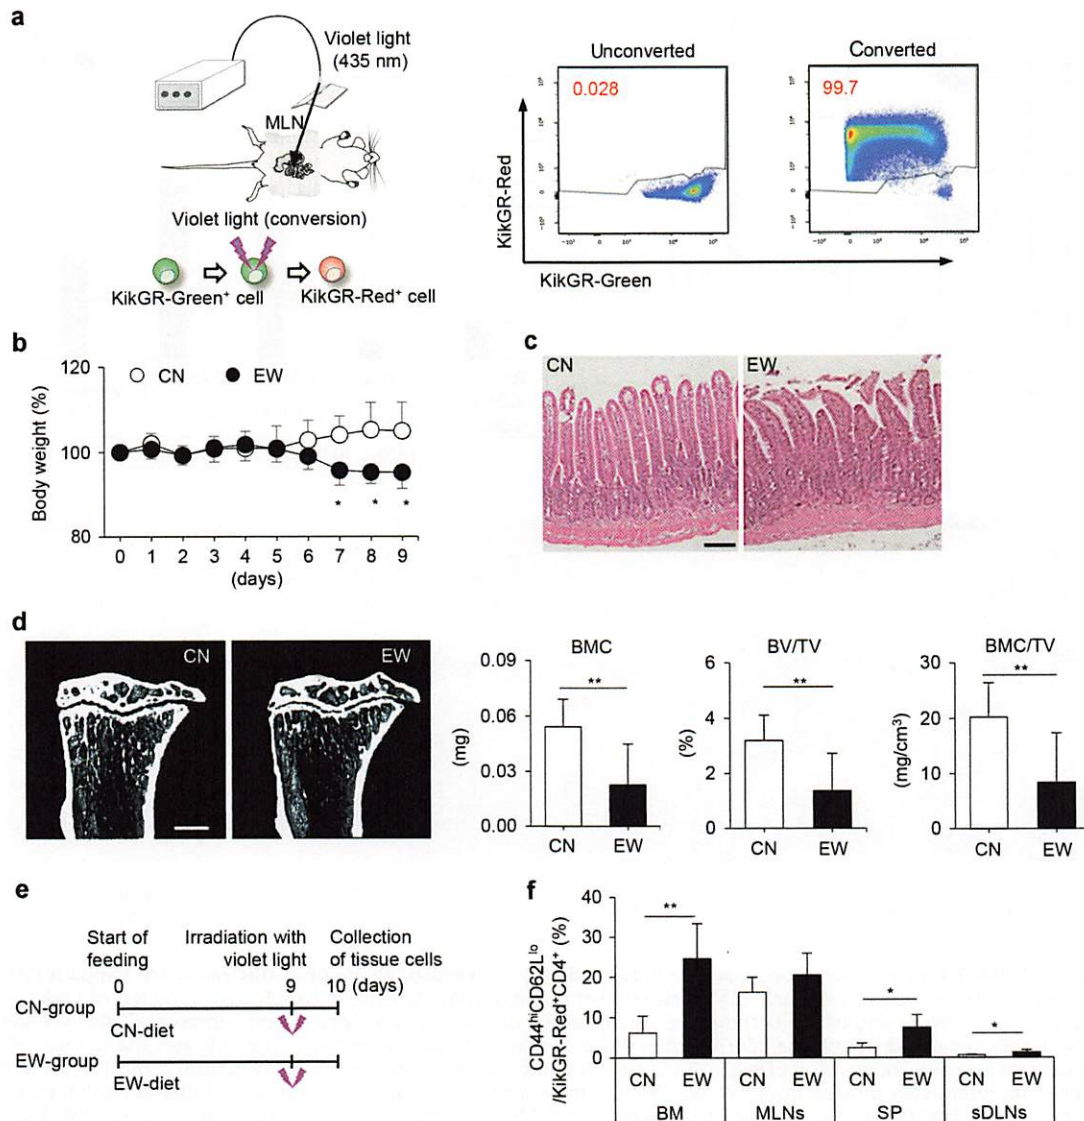 a
Violet light
(435 nm)
MLN
Violet light (conversion)
KikGR-Green⁺ cell
KikGR-Red⁺ cell
Unconverted
Converted
0.028
99.7
KikGR-Red
KikGR-Green
b
CN
EW
Body weight (%)
120
100
80
0 1 2 3 4 5 6 7 8 9
(days)
* * *
c
CN
EW
d
CN
EW
BMC
**
(mg)
0.09
0.06
0.03
0.00
CN EW
BV/TV
**
(%)
6
4
2
0
CN EW
BMC/TV
**
(mg/cm³)
30
20
10
0
CN EW
e
Start of
feeding
Irradiation with
violet light
Collection
of tissue cells
0 9 10 (days)
CN-group
CN-diet
EW-group
EW-diet
f
CD44ʰⁱCD62Lˡᵒ
/KikGR-Red⁺CD4⁺ (%)
40
30
20
10
0
** * *
CN EW CN EW CN EW CN EW
BM MLNs SP sDLNs